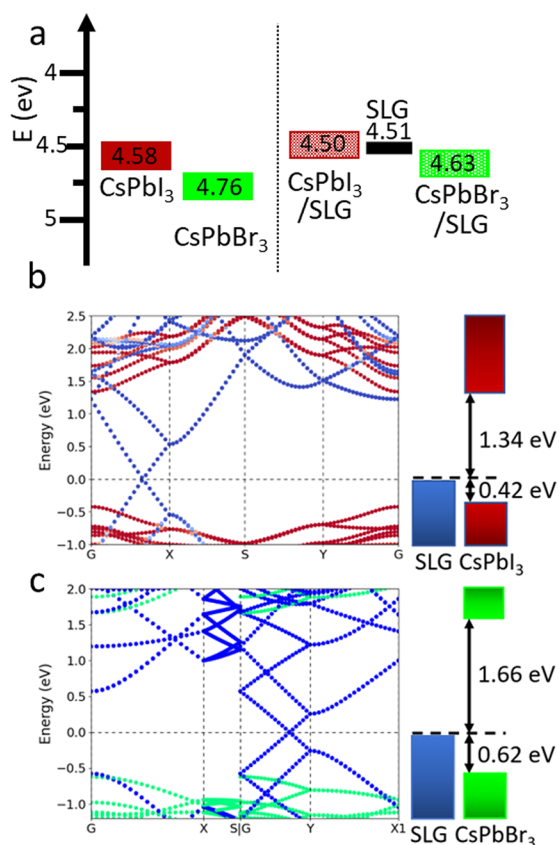 a
E (ev)
4
4.5
5
4.58
CsPbI₃
4.76
CsPbBr₃
4.50
CsPbI₃
/SLG
SLG
4.51
4.63
CsPbBr₃
/SLG
b
Energy (eV)
2.5
2.0
1.5
1.0
0.5
0.0
−0.5
−1.0
G X S Y G
1.34 eV
0.42 eV
SLG CsPbI₃
c
Energy (eV)
2.0
1.5
1.0
0.5
0.0
−0.5
−1.0
G X S|G Y X1
1.66 eV
0.62 eV
SLG CsPbBr₃